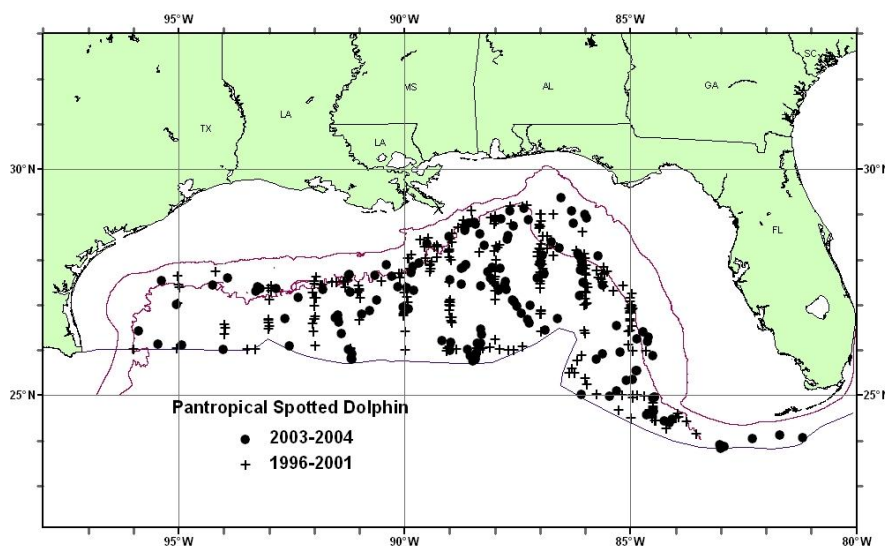 SC
MS
AL
GA
LA
TX
LA
30°N
30°N
FL
25°N
25°N
Pantropical Spotted Dolphin
2003-2004
1996-2001
95°W
90°W
85°W
95°W
90°W
85°W
80°W